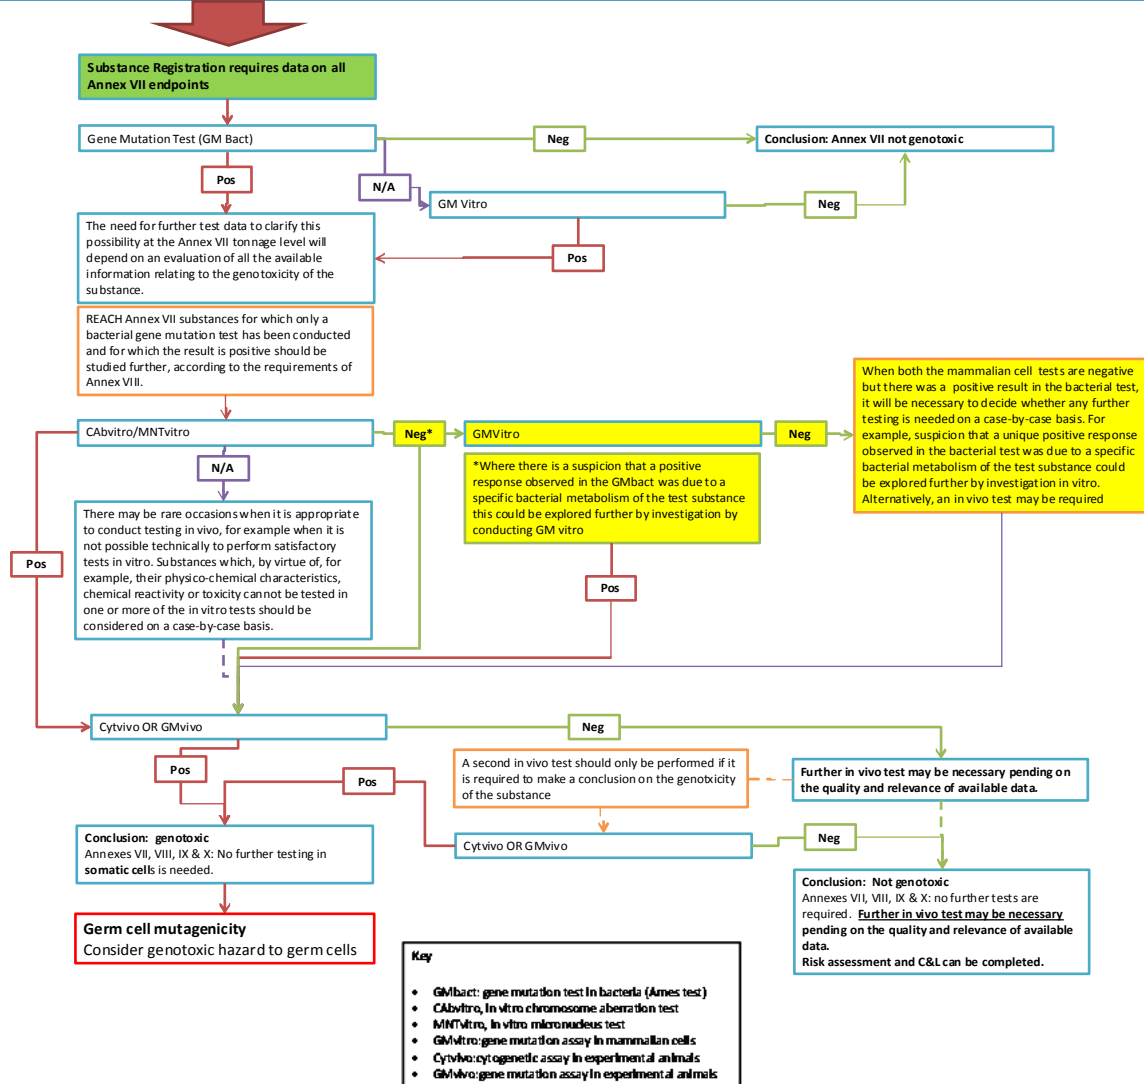 Substance Registration requires data on all
Annex VII endpoints
Gene Mutation Test (GM Bact)
Neg
Conclusion: Annex VII not genotoxic
Pos
N/A
GM Vitro
Neg
The need for further test data to clarify this
possibility at the Annex VII tonnage level will
depend on an evaluation of all the available
information relating to the genotoxicity of the
substance.
Pos
REACH Annex VII substances for which only a
bacterial gene mutation test has been conducted
and for which the result is positive should be
studied further, according to the requirements of
Annex VIII.
When both the mammalian cell tests are negative
but there was a positive result in the bacterial test,
it will be necessary to decide whether any further
testing is needed on a case-by-case basis. For
example, suspicion that a unique positive response
observed in the bacterial test was due to a specific
bacterial metabolism of the test substance could
be explored further by investigation in vitro.
Alternatively, an in vivo test may be required
CAbvitro/MNTvitro
Neg*
GMVitro
Neg
N/A
*Where there is a suspicion that a positive
response observed in the GMbact was due to a
specific bacterial metabolism of the test substance
this could be explored further by investigation by
conducting GM vitro
There may be rare occasions when it is appropriate
to conduct testing in vivo, for example when it is
not possible technically to perform satisfactory
tests in vitro. Substances which, by virtue of, for
example, their physico-chemical characteristics,
chemical reactivity or toxicity cannot be tested in
one or more of the in vitro tests should be
considered on a case-by-case basis.
Pos
Pos
Cytvivo OR GMvivo
Neg
Pos
A second in vivo test should only be performed if it
is required to make a conclusion on the genotxicity
of the substance
Pos
Further in vivo test may be necessary pending on
the quality and relevance of available data.
Conclusion: genotoxic
Annexes VII, VIII, IX & X: No further testing in
somatic cells is needed.
Cytvivo OR GMvivo
Neg
Conclusion: Not genotoxic
Annexes VII, VIII, IX & X: no further tests are
required. Further in vivo test may be necessary
pending on the quality and relevance of available
data.
Risk assessment and C&L can be completed.
Germ cell mutagenicity
Consider genotoxic hazard to germ cells
Key
• GMbact: gene mutation test in bacteria (Ames test)
• CAbvitro, in vitro chromosome aberration test
• MNTvitro, in vitro micronucleus test
• GMvitro:gene mutation assay in mammalian cells
• Cytvivo:cytogenetic assay in experimental animals
• GMvivo:gene mutation assay in experimental animals